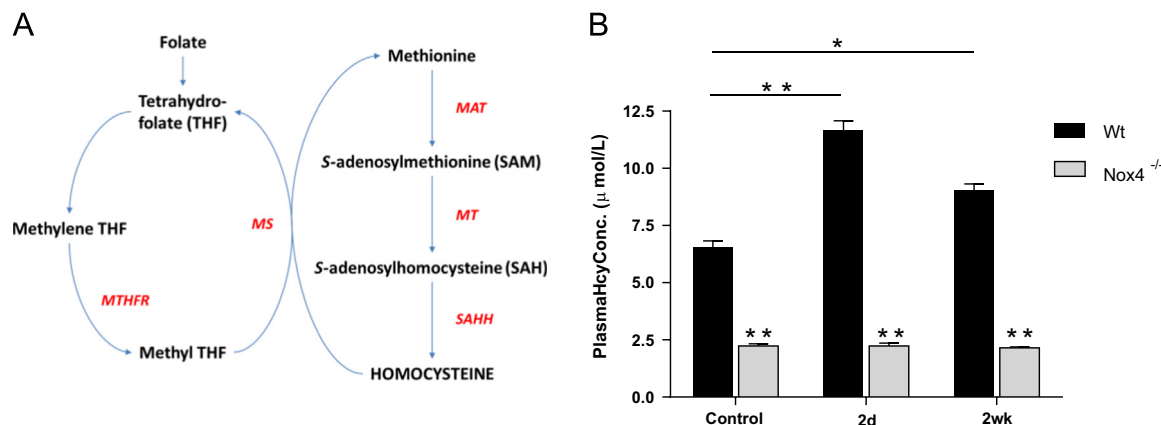 A
Folate
Tetrahydro-
folate (THF)
Methylene THF
MTHFR
Methyl THF
MS
Methionine
MAT
S-adenosylmethionine (SAM)
MT
S-adenosylhomocysteine (SAH)
SAHH
HOMOCYSTEINE
B
*
* *
PlasmaHcyConc. (μ mol/L)
12.5
10.0
7.5
5.0
2.5
0.0
* *
* *
* *
Control
2d
2wk
Wt
Nox4 -/-